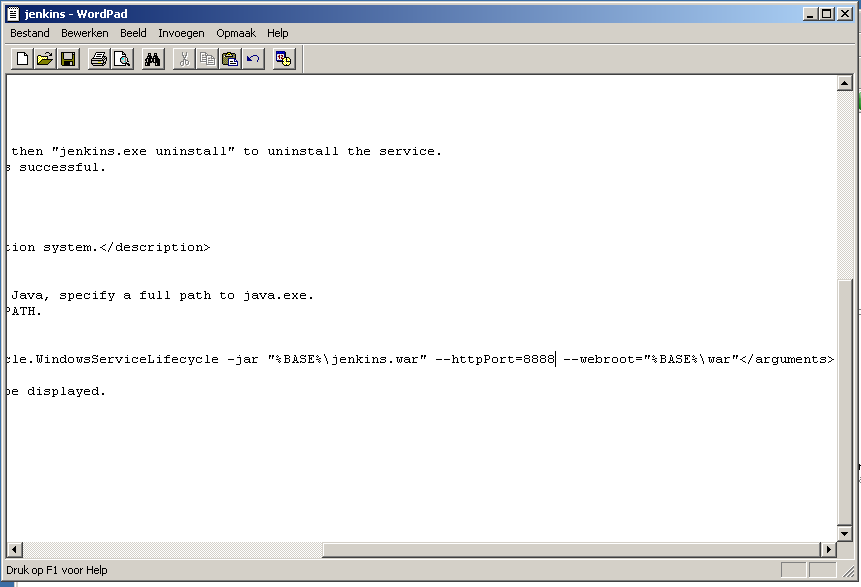 jenkins - WordPad
Bestand Bewerken Beeld Invoegen Opmaak Help
then "jenkins.exe uninstall" to uninstall the service.
s successful.
tion system.</description>
Java, specify a full path to java.exe.
PATH.
cle.WindowsServiceLifecycle -jar "%BASE%\jenkins.war" --httpPort=8888 --webroot="%BASE%\war"</arguments>
be displayed.
Druk op F1 voor Help